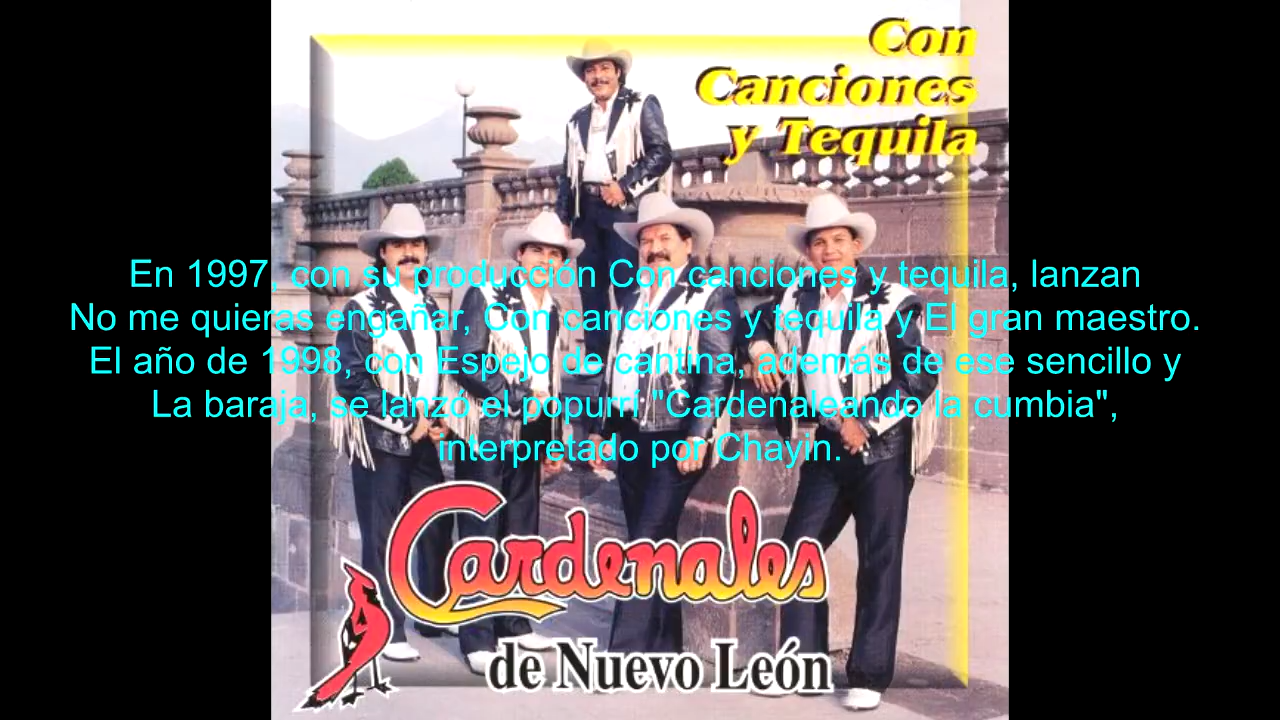 Con
Canciones
y Tequila
En 1997, con su producción Con canciones y tequila, lanzan
No me quieras engañar, Con canciones y tequila y El gran maestro.
El año de 1998, con Espejo de cantina, además de ese sencillo y
La baraja, se lanzó el popurrí "Cardenaleando la cumbia",
interpretado por Chayin.
Cardenales
de Nuevo León